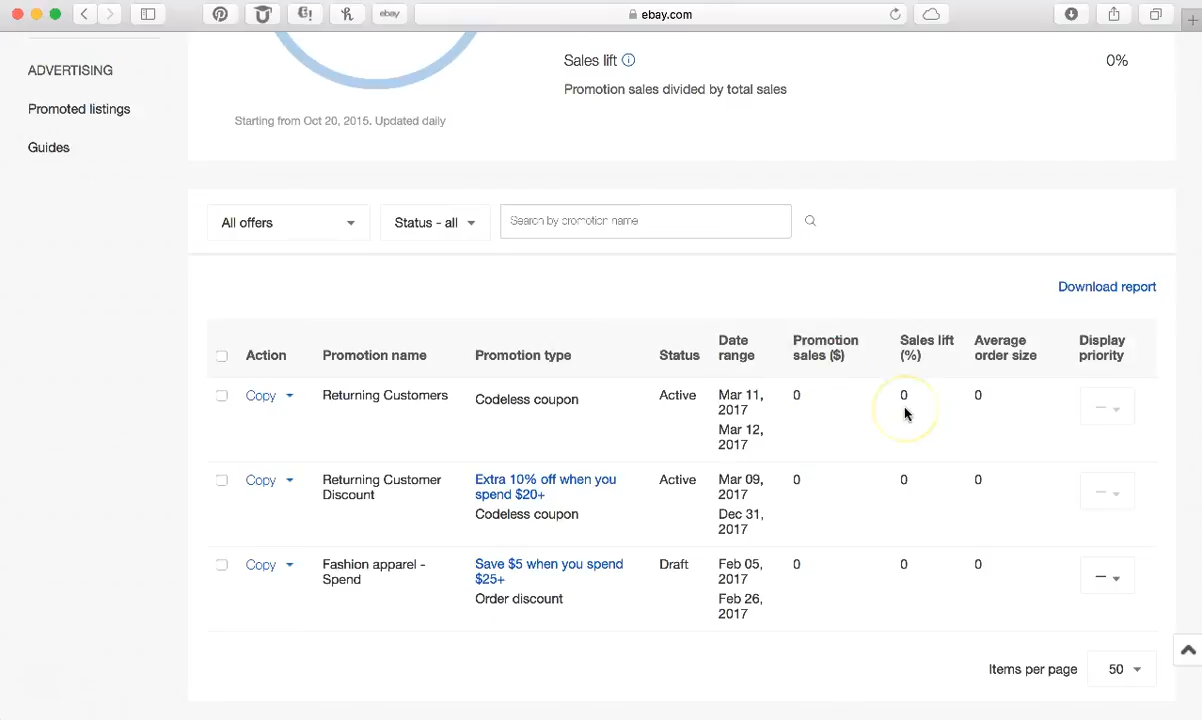 ebay
ebay.com
Sales lift
0%
ADVERTISING
Promotion sales divided by total sales
Promoted listings
Starting from Oct 20, 2015. Updated daily
Guides
All offers
Status - all
Search by promotion name
Download report
Action
Promotion name
Promotion type
Status
Date
range
Promotion
sales ($)
Sales lift
(%)
Average
order size
Display
priority
Copy
Returning Customers
Codeless coupon
Active
Mar 11,
2017
Mar 12,
2017
0
0
0
Copy
Returning Customer
Discount
Extra 10% off when you
spend $20+
Codeless coupon
Active
Mar 09,
2017
Dec 31,
2017
0
0
0
Copy
Fashion apparel -
Spend
Save $5 when you spend
$25+
Order discount
Draft
Feb 05,
2017
Feb 26,
2017
0
0
0
Items per page
50